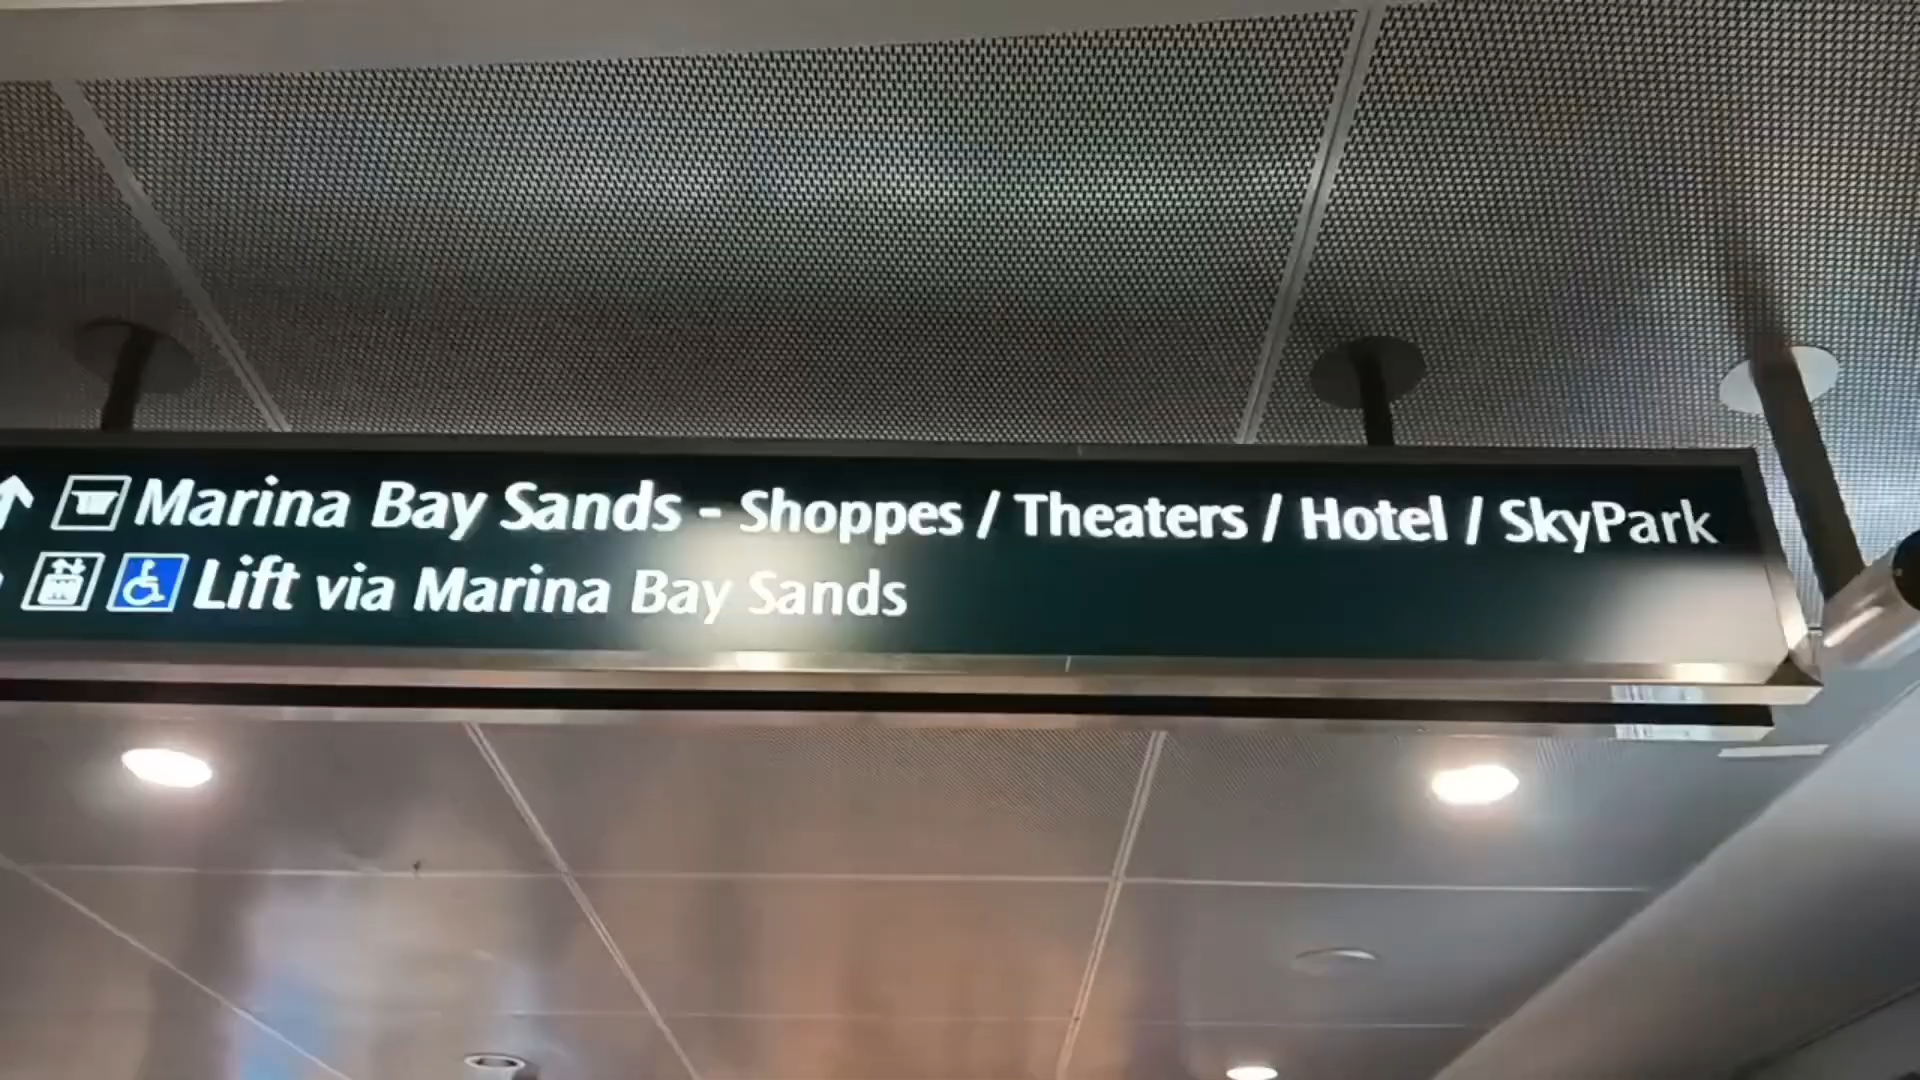 Marina Bay Sands - Shoppes / Theaters / Hotel / SkyPark
Lift via Marina Bay Sands